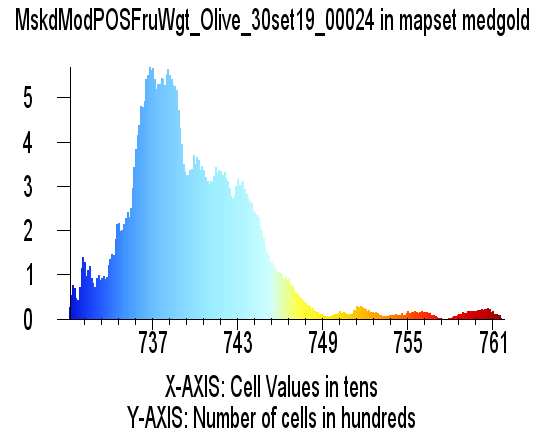 MskdModPOSFruWgt_Olive_30set19_00024 in mapset medgold
5
4
3
2
1
0
737 743 749 755 761
X-AXIS: Cell Values in tens
Y-AXIS: Number of cells in hundreds